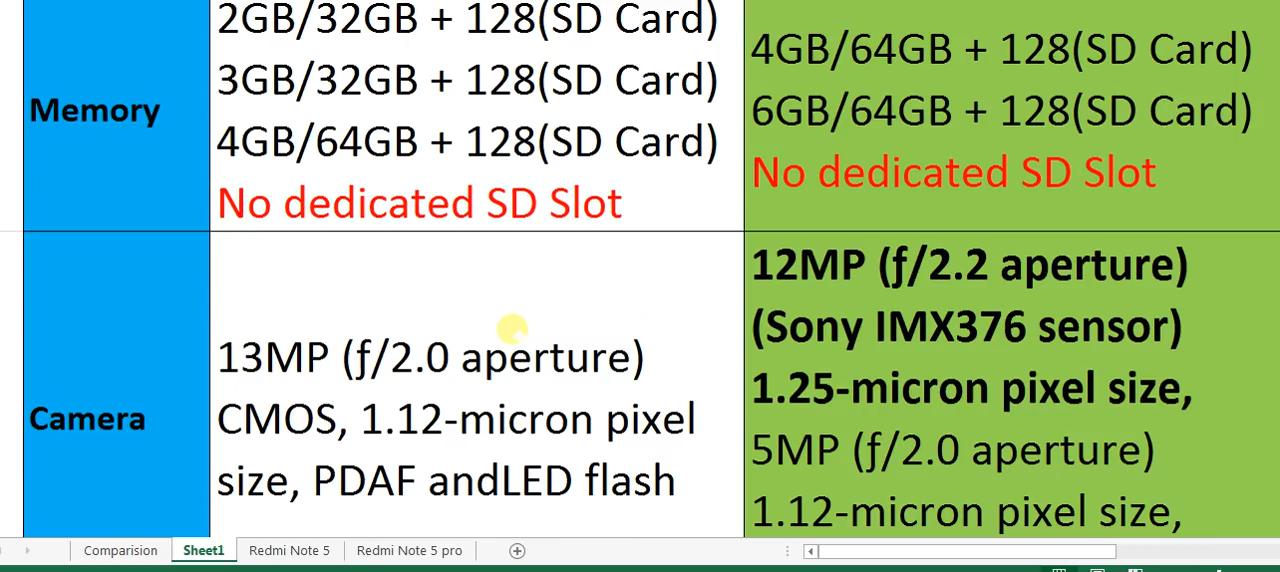 Memory
2GB/32GB + 128(SD Card)
3GB/32GB + 128(SD Card)
4GB/64GB + 128(SD Card)
No dedicated SD Slot
4GB/64GB + 128(SD Card)
6GB/64GB + 128(SD Card)
No dedicated SD Slot
Camera
13MP (ƒ/2.0 aperture)
CMOS, 1.12-micron pixel
size, PDAF andLED flash
12MP (ƒ/2.2 aperture)
(Sony IMX376 sensor)
1.25-micron pixel size,
5MP (ƒ/2.0 aperture)
1.12-micron pixel size,
Comparision Sheet1 Redmi Note 5 Redmi Note 5 pro